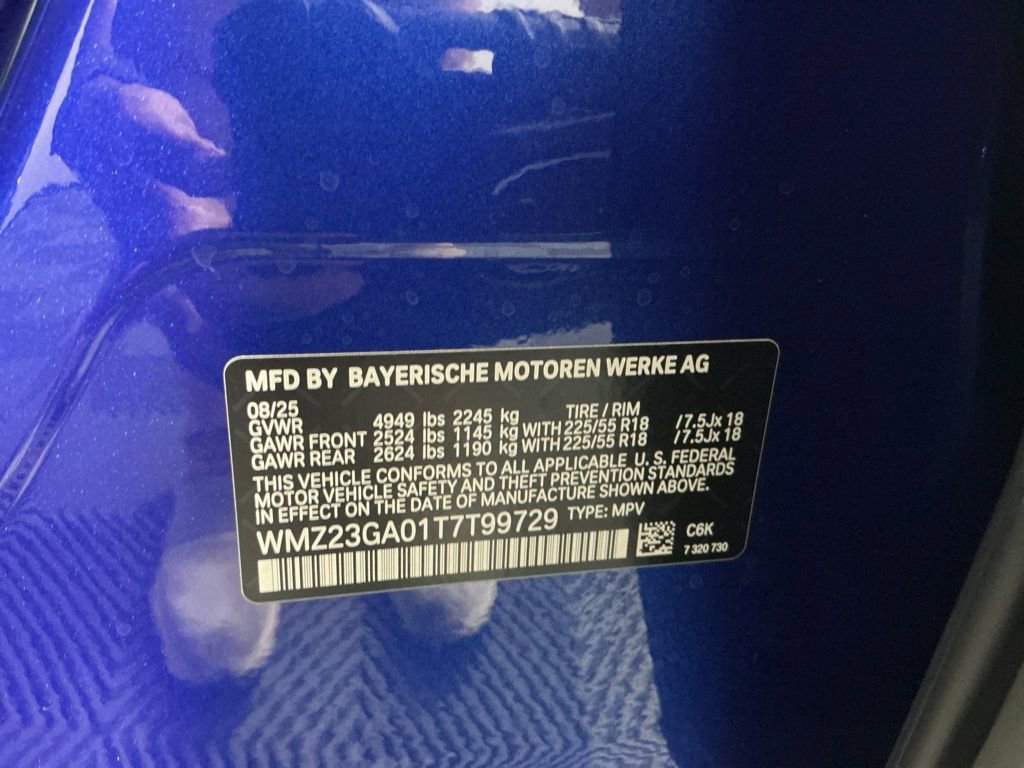 MFD BY BAYERISCHE MOTOREN WERKE AG
08/25 TIRE / RIM
GVWR 4949 lbs 2245 kg
GAWR FRONT 2524 lbs 1145 kg WITH 225/55 R18 /7.5Jx 18
GAWR REAR 2624 lbs 1190 kg WITH 225/55 R18 /7.5Jx 18
THIS VEHICLE CONFORMS TO ALL APPLICABLE U. S. FEDERAL
MOTOR VEHICLE SAFETY AND THEFT PREVENTION STANDARDS
IN EFFECT ON THE DATE OF MANUFACTURE SHOWN ABOVE.
WMZ23GA01T7T99729 TYPE: MPV
C6K
7 320 730